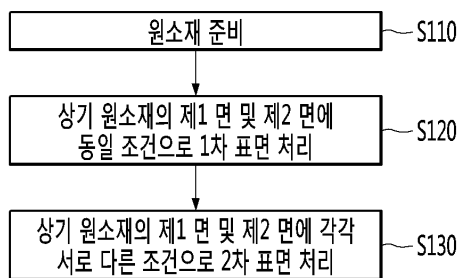 원소재 준비
S110
상기 원소재의 제1 면 및 제2 면에
동일 조건으로 1차 표면 처리
S120
상기 원소재의 제1 면 및 제2 면에 각각
서로 다른 조건으로 2차 표면 처리
S130